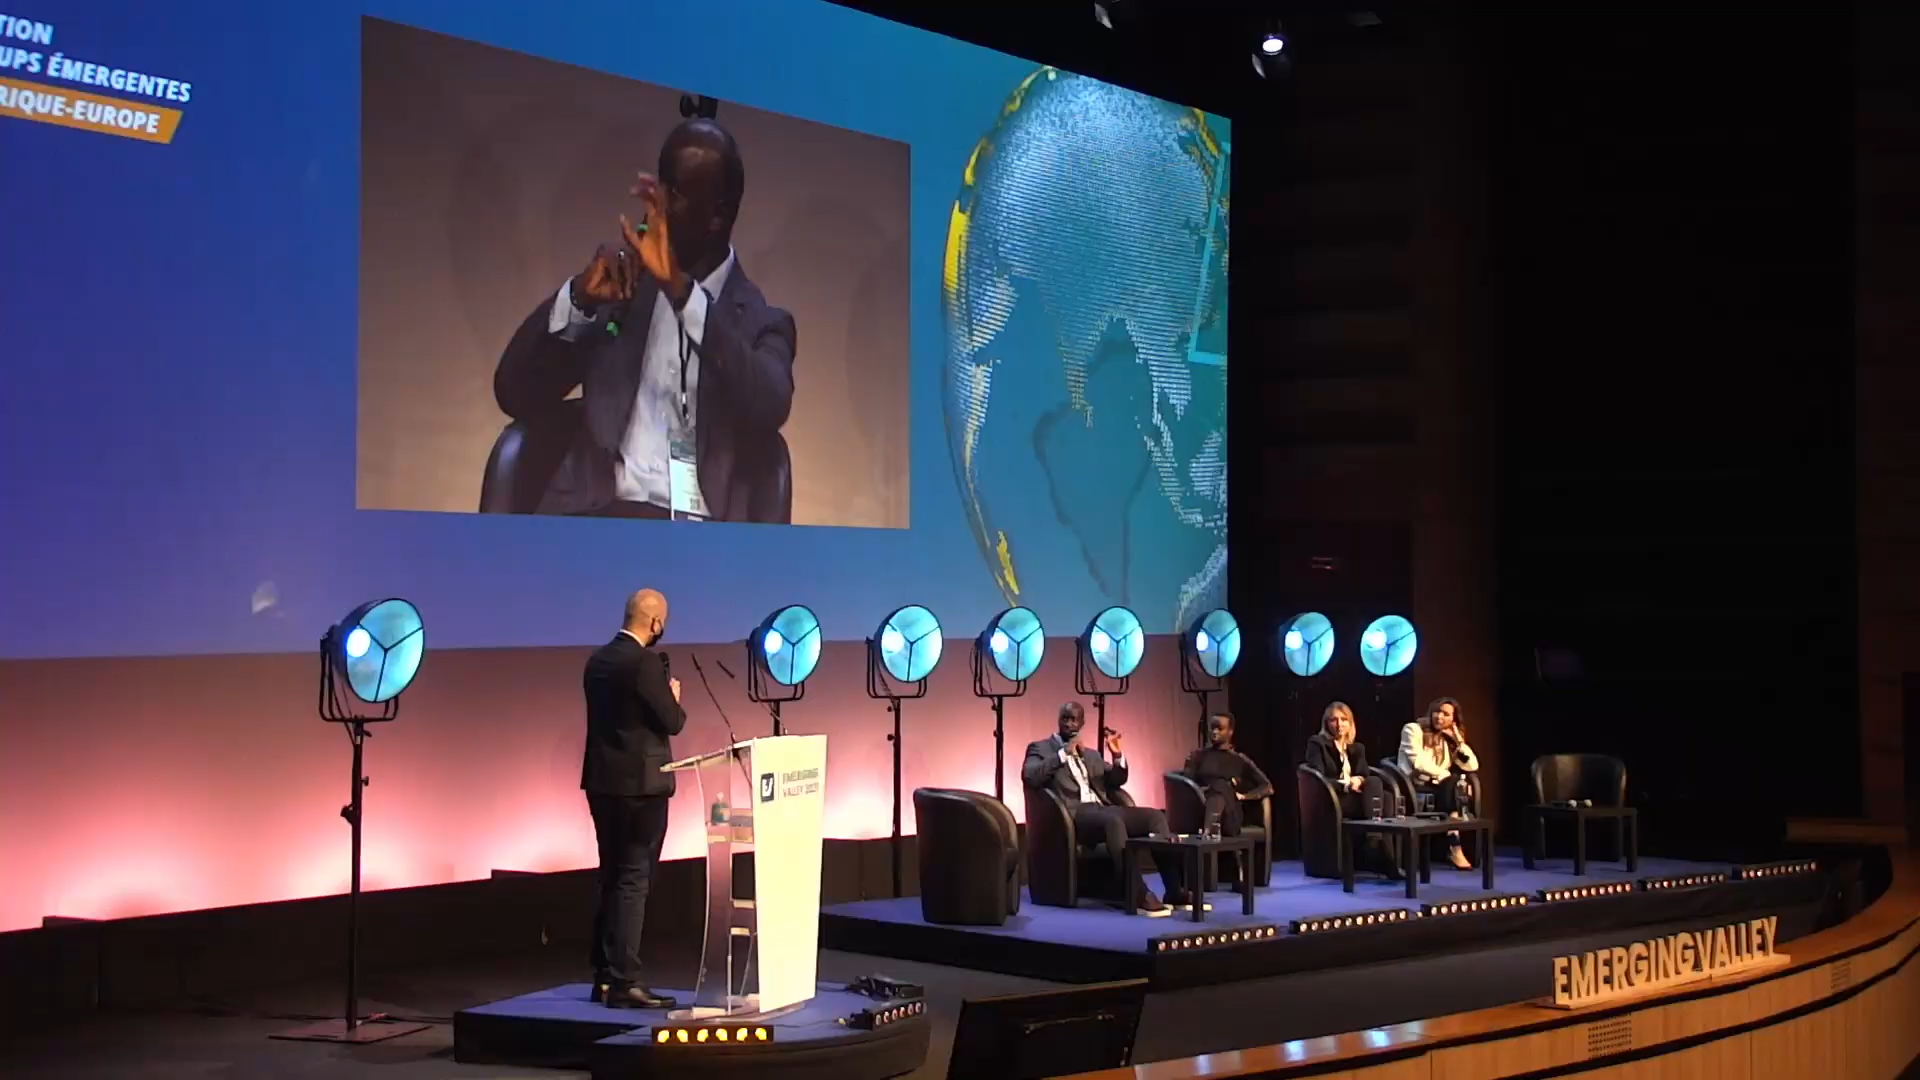 TION
UPS ÉMERGENTES
RIQUE-EUROPE
EMERGING
VALLEY 2021
EMERGINGVALLEY